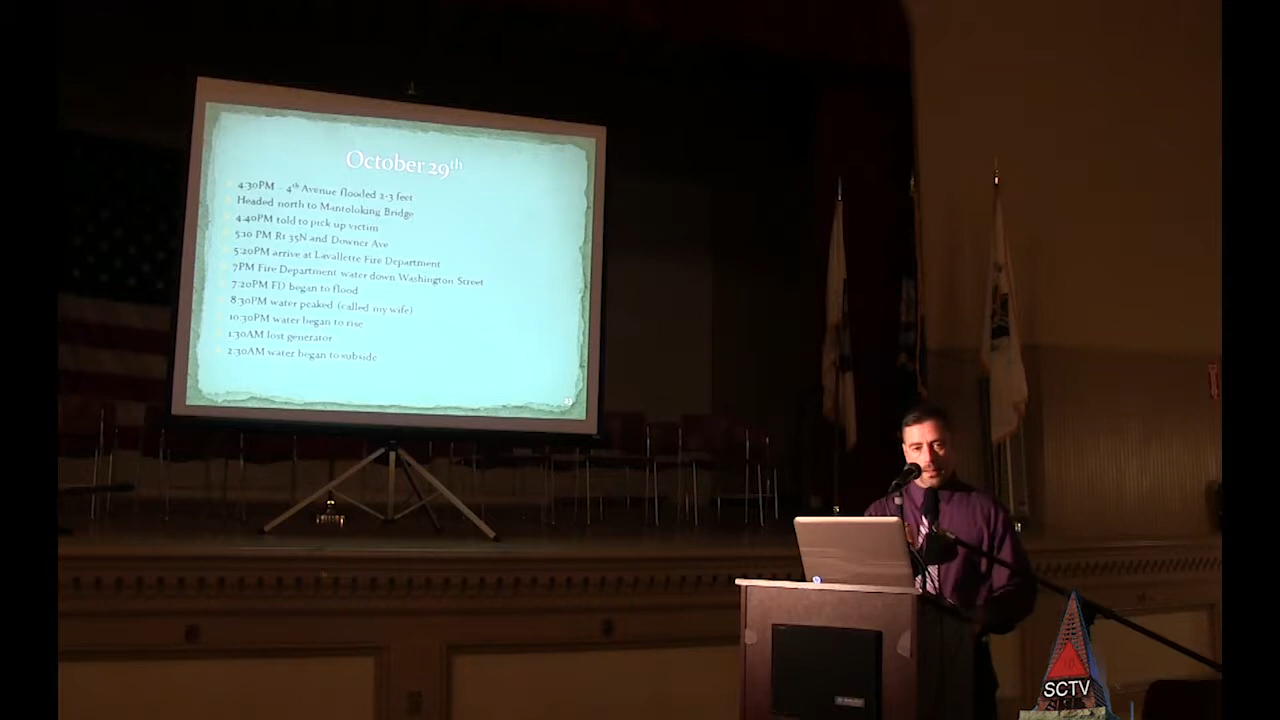 October 29th
4:30PM – 4th Avenue flooded 2-3 feet
Headed north to Mantoloking Bridge
4:40PM told to pick up victim
5:10 PM Rt 35N and Downer Ave
5:20PM arrive at Lavallette Fire Department
7PM Fire Department water down Washington Street
7:20PM FD began to flood
8:30PM water peaked (called my wife)
10:30PM water began to rise
1:30AM lost generator
2:30AM water began to subside
23
SCTV